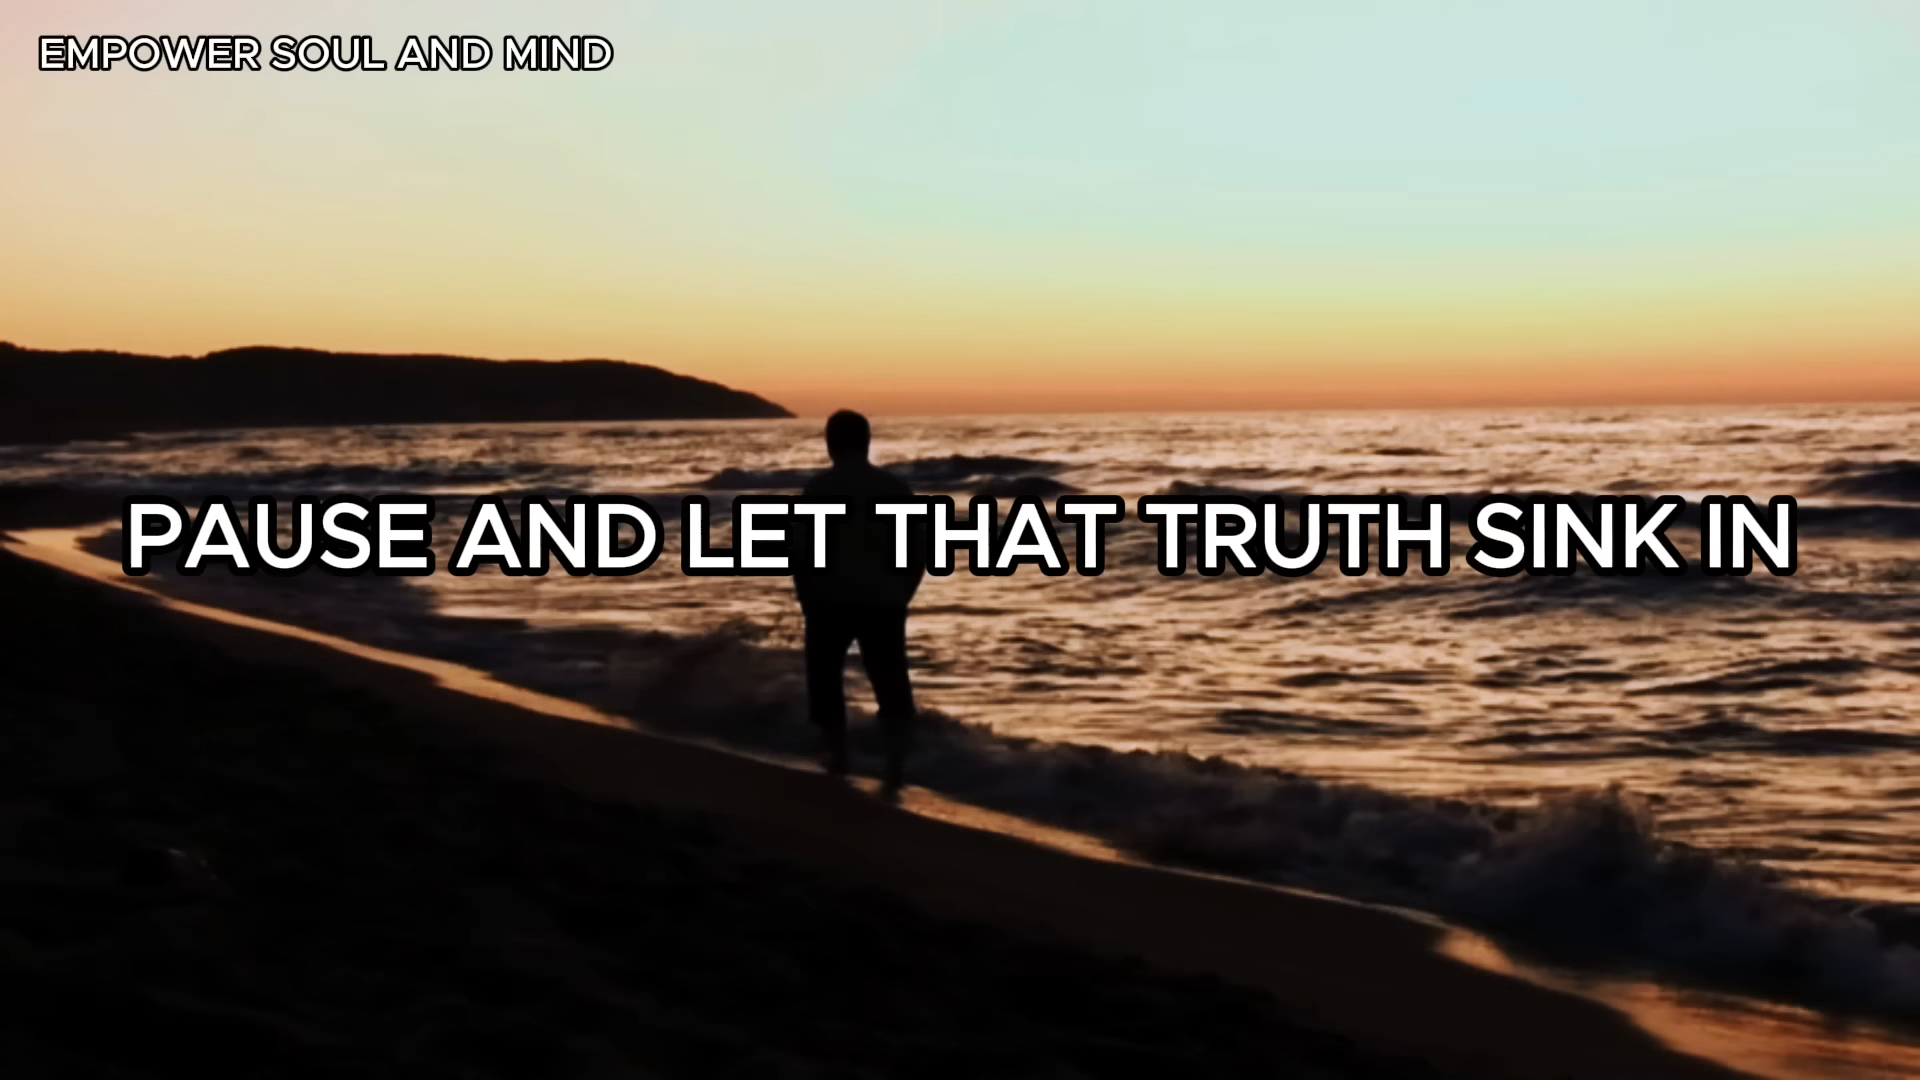 EMPOWER SOUL AND MIND
PAUSE AND LET THAT TRUTH SINK IN